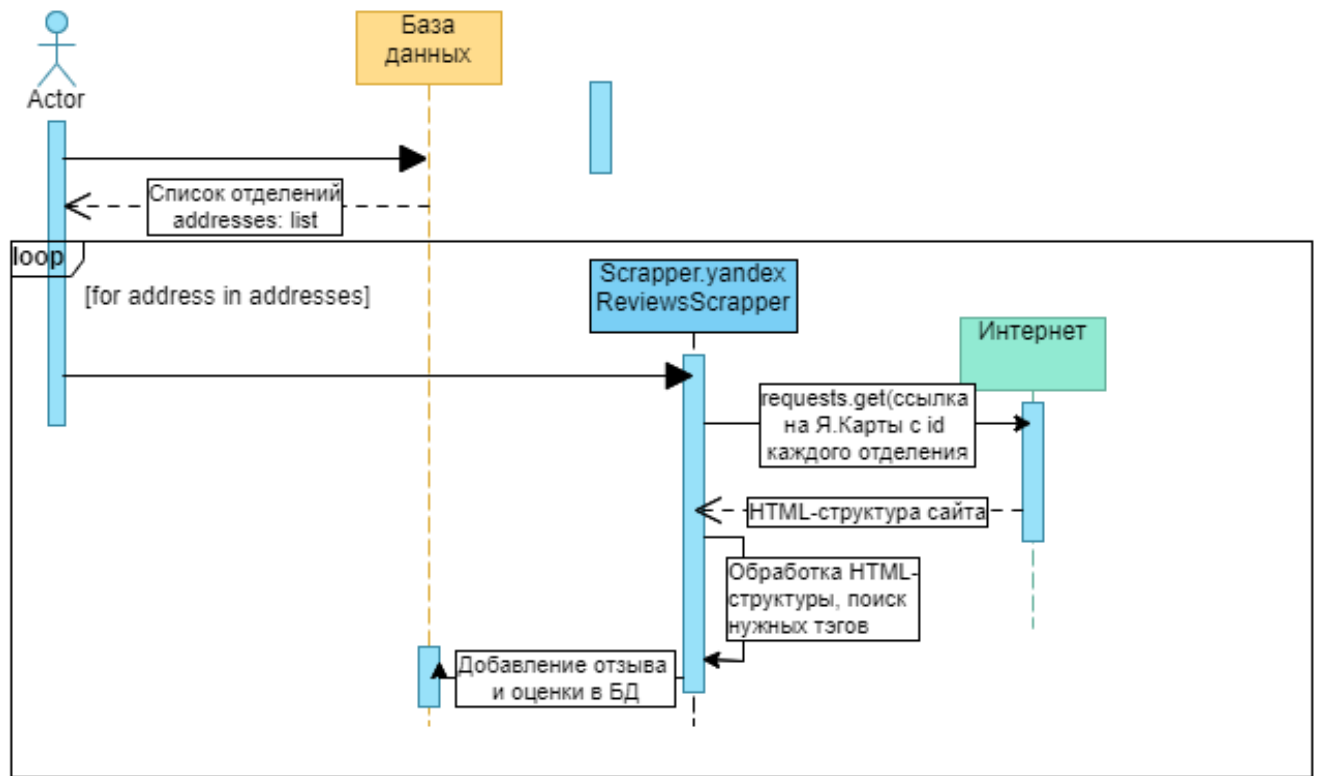 База
данных
Actor
Список отделений
addresses: list
loop
[for address in addresses]
Scrapper.yandex
ReviewsScrapper
Интернет
requests.get(ссылка
на Я.Карты с id
каждого отделения
HTML-структура сайта
Обработка HTML-
структуры, поиск
нужных тэгов
Добавление отзыва
и оценки в БД